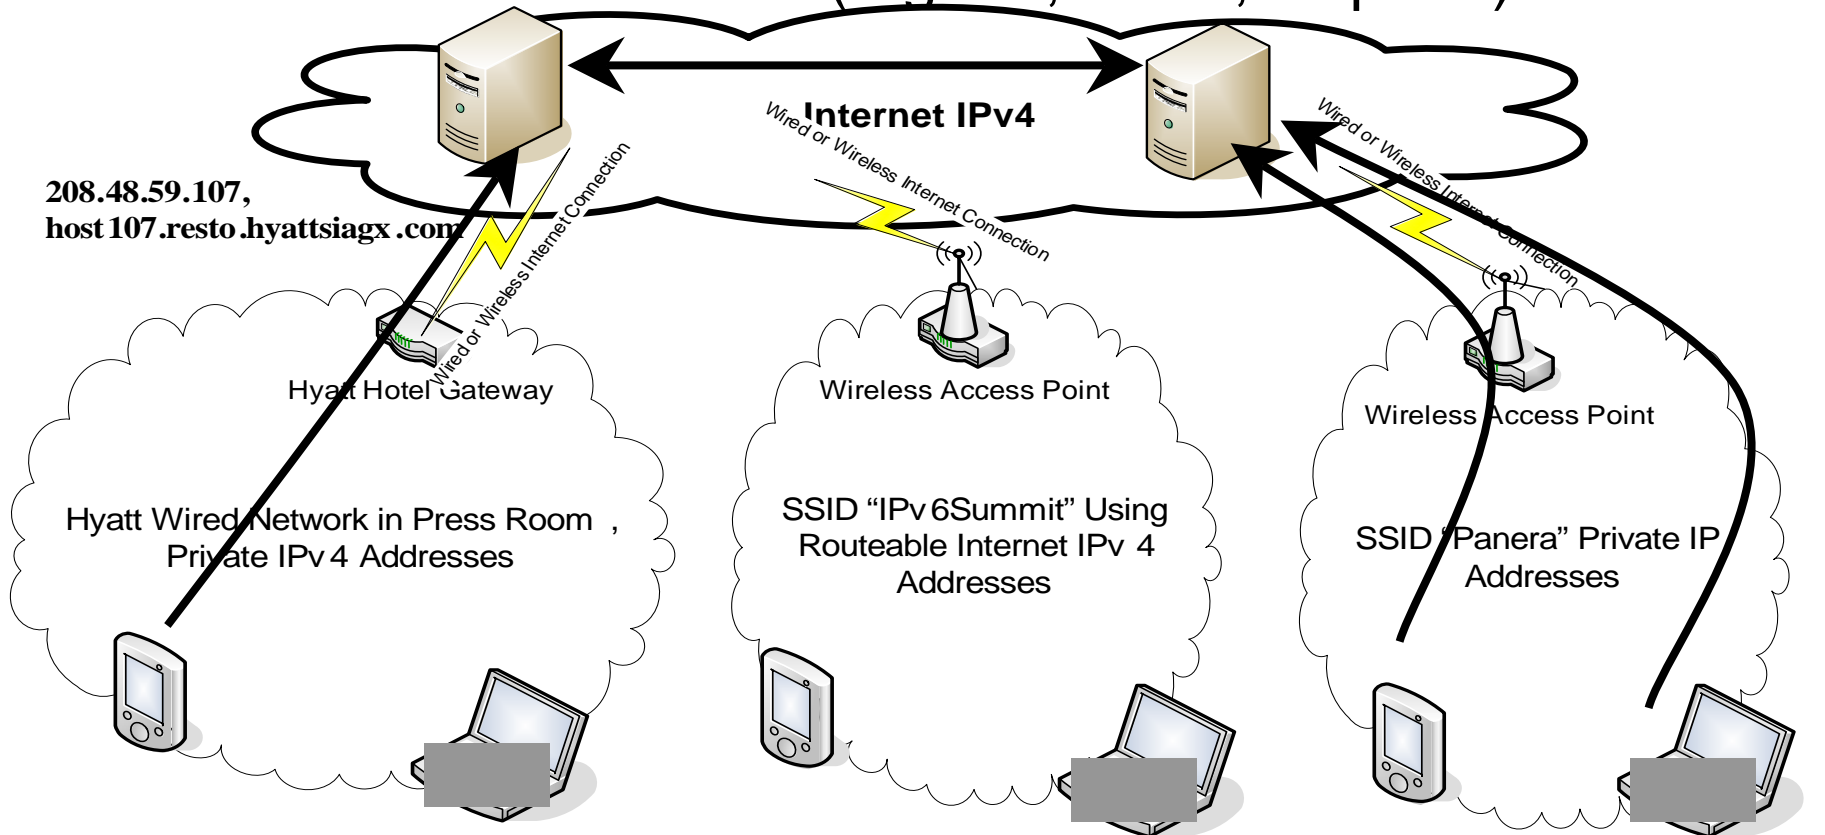 Internet IPv4
Wired or Wireless Internet Connection
Wired or Wireless Internet Connection
Wired or Wireless Internet Connection
208.48.59.107,
host107.resto.hyattsiagx.com
Hyatt Hotel Gateway
Wireless Access Point
Wireless Access Point
Hyatt Wired Network in Press Room ,
Private IPv4 Addresses
SSID “IPv6Summit” Using
Routeable Internet IPv 4
Addresses
SSID “Panera” Private IP
Addresses